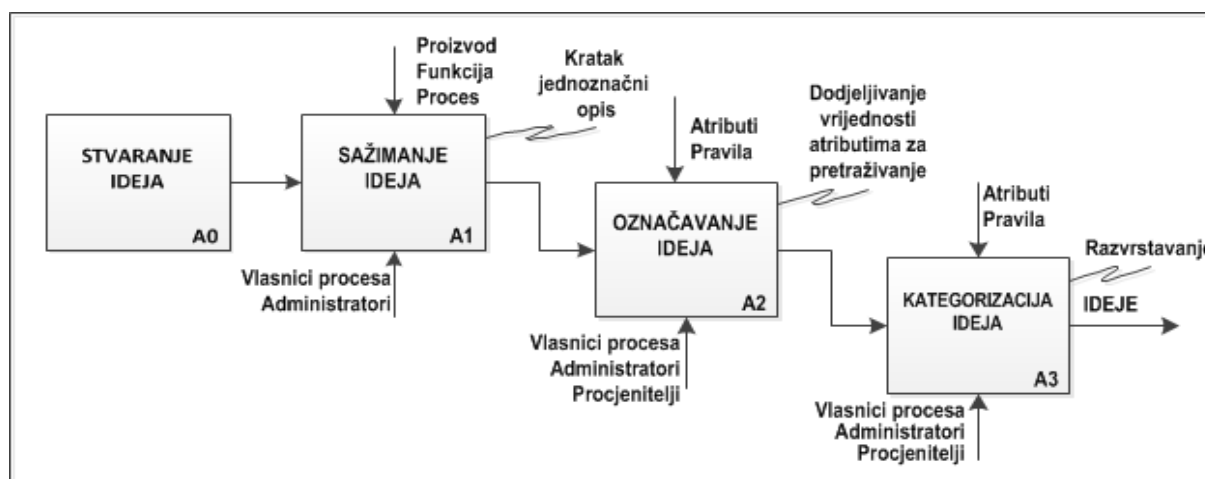 STVARANJE
IDEJA
A0
Proizvod
Funkcija
Proces
SAŽIMANJE
IDEJA
A1
Kratak
jednoznačni
opis
Vlasnici procesa
Administratori
Atributi
Pravila
OZNAČAVANJE
IDEJA
A2
Dodjeljivanje
vrijednosti
atributima za
pretraživanje
Vlasnici procesa
Administratori
Procjenitelji
Atributi
Pravila
KATEGORIZACIJA
IDEJA
A3
Razvrstavanje
IDEJE
Vlasnici procesa
Administratori
Procjenitelji